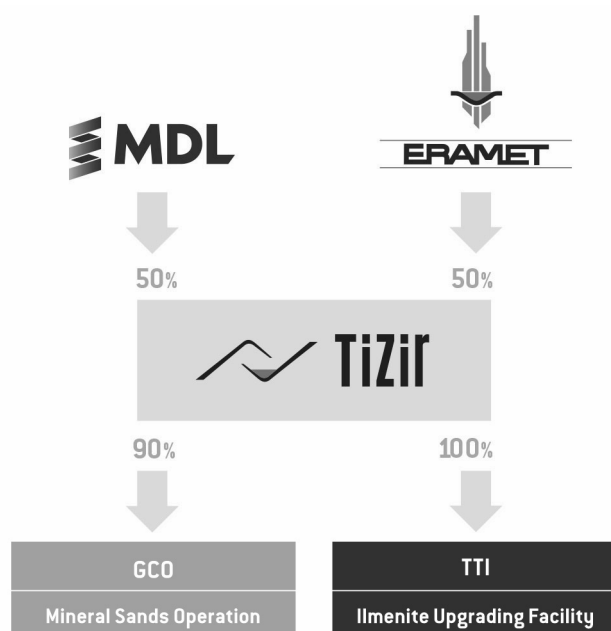 MDL
ERAMET
50% 50%
TiZir
90% 100%
GCO
Mineral Sands Operation
TTI
Ilmenite Upgrading Facility